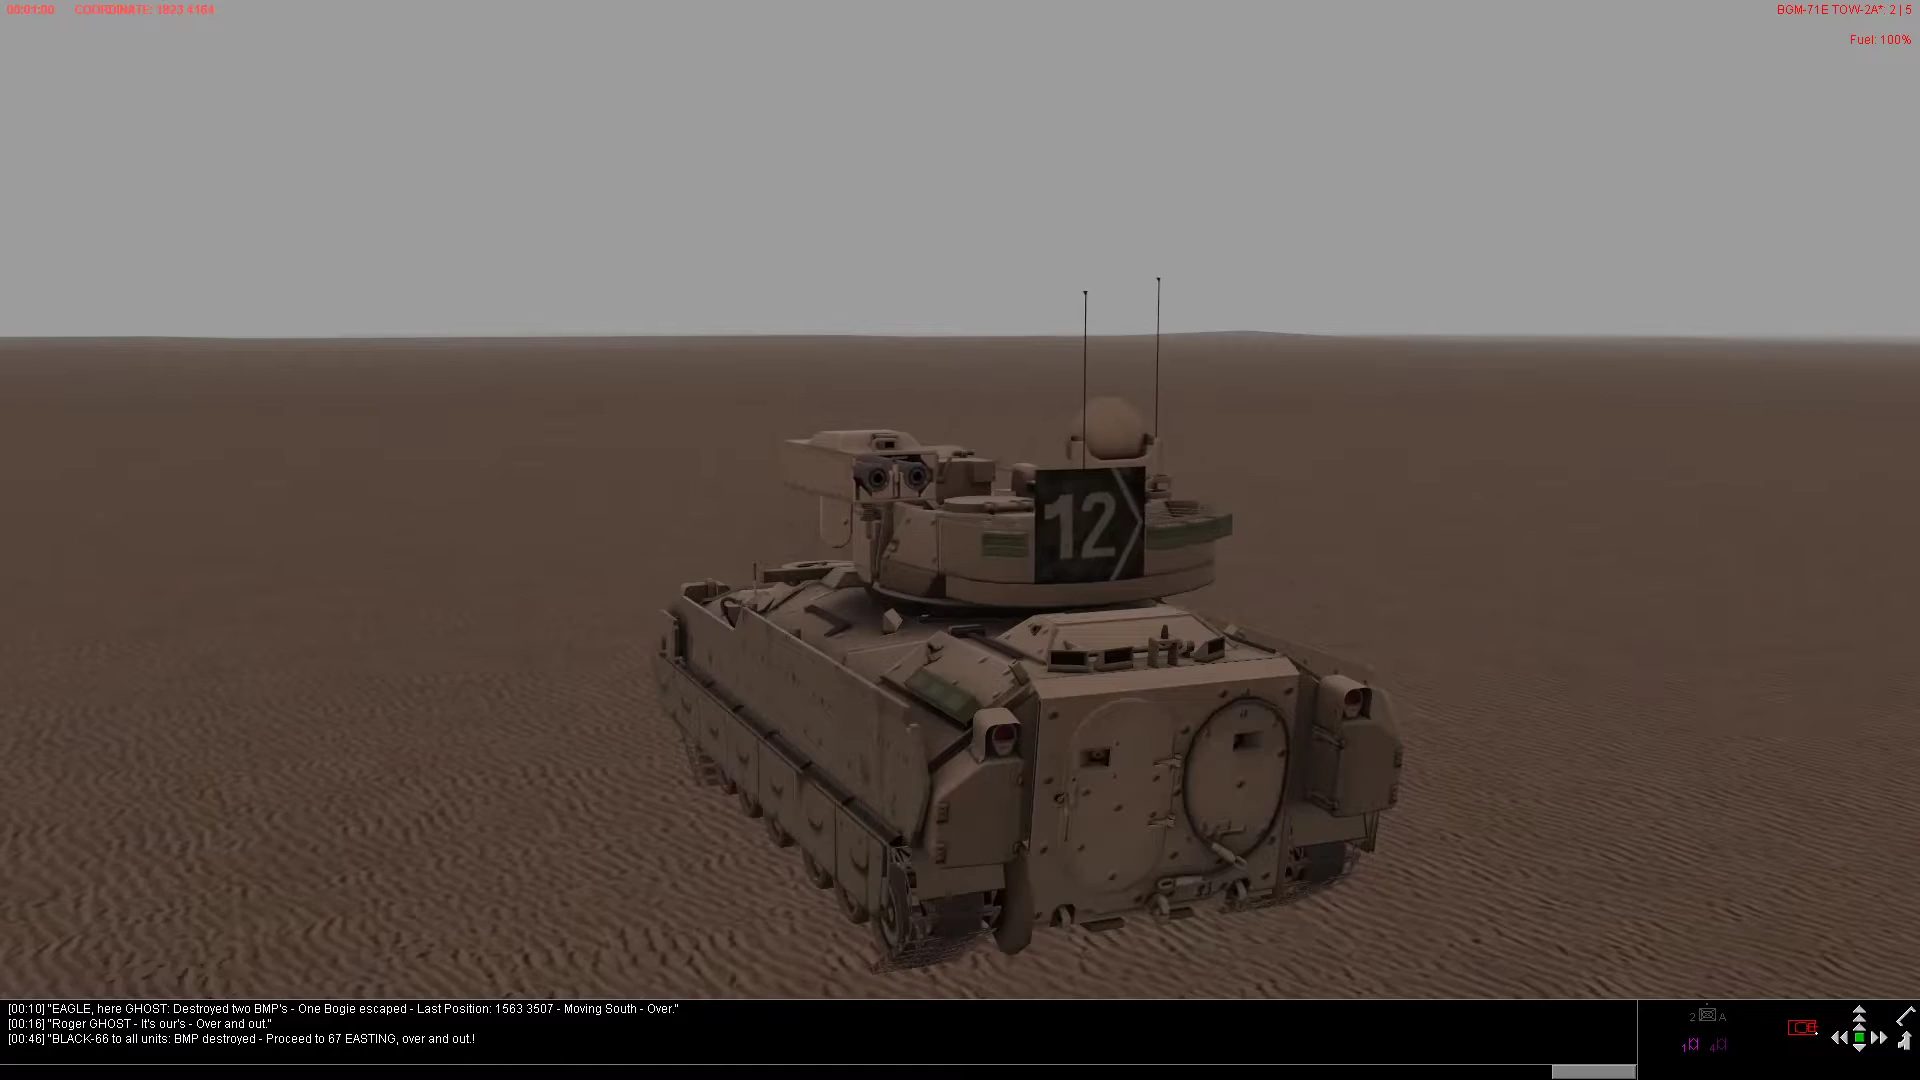 00:01:00 COORDINATE: 1823 4164
BGM-71E TOW-2A*: 2 | 5
Fuel: 100%
12
[00:10] "EAGLE, here GHOST: Destroyed two BMP's - One Bogie escaped - Last Position: 1563 3507 - Moving South - Over."
[00:16] "Roger GHOST - It's our's - Over and out."
[00:46] "BLACK-66 to all units: BMP destroyed - Proceed to 67 EASTING, over and out.!
2 A
1 4